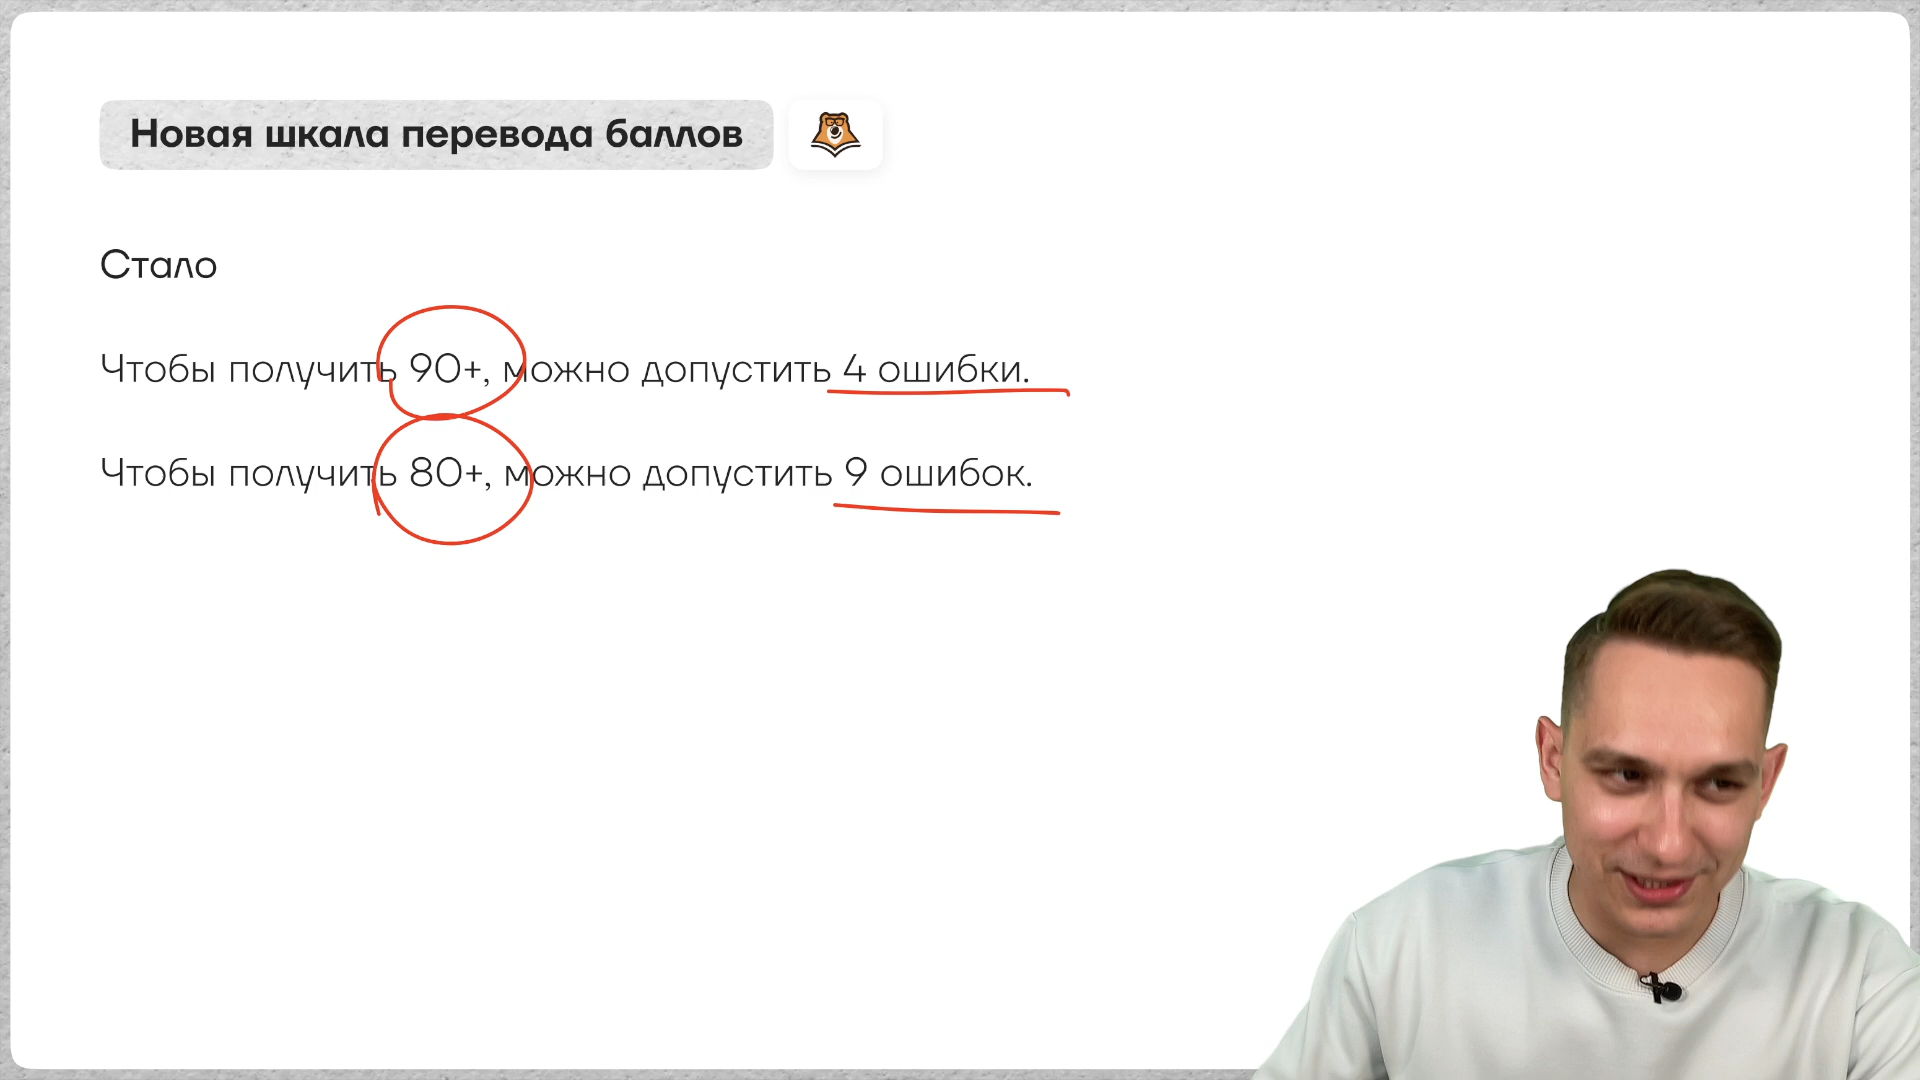 Новая шкала перевода баллов
Стало
Чтобы получить 90+, можно допустить 4 ошибки.
Чтобы получить 80+, можно допустить 9 ошибок.